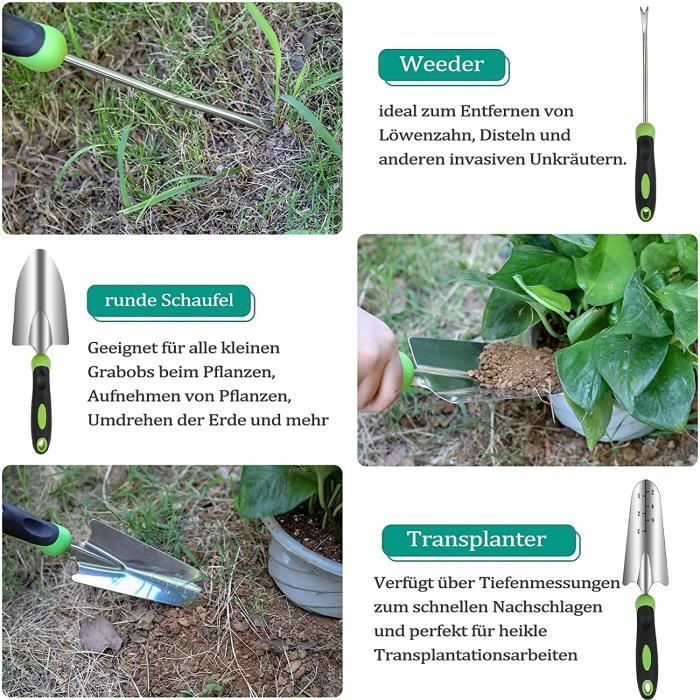 Weeder
ideal zum Entfernen von
Löwenzahn, Disteln und
anderen invasiven Unkräutern.
runde Schaufel
Geeignet für alle kleinen
Grabobs beim Pflanzen,
Aufnehmen von Pflanzen,
Umdrehen der Erde und mehr
Transplanter
Verfügt über Tiefenmessungen
zum schnellen Nachschlagen
und perfekt für heikle
Transplantationsarbeiten